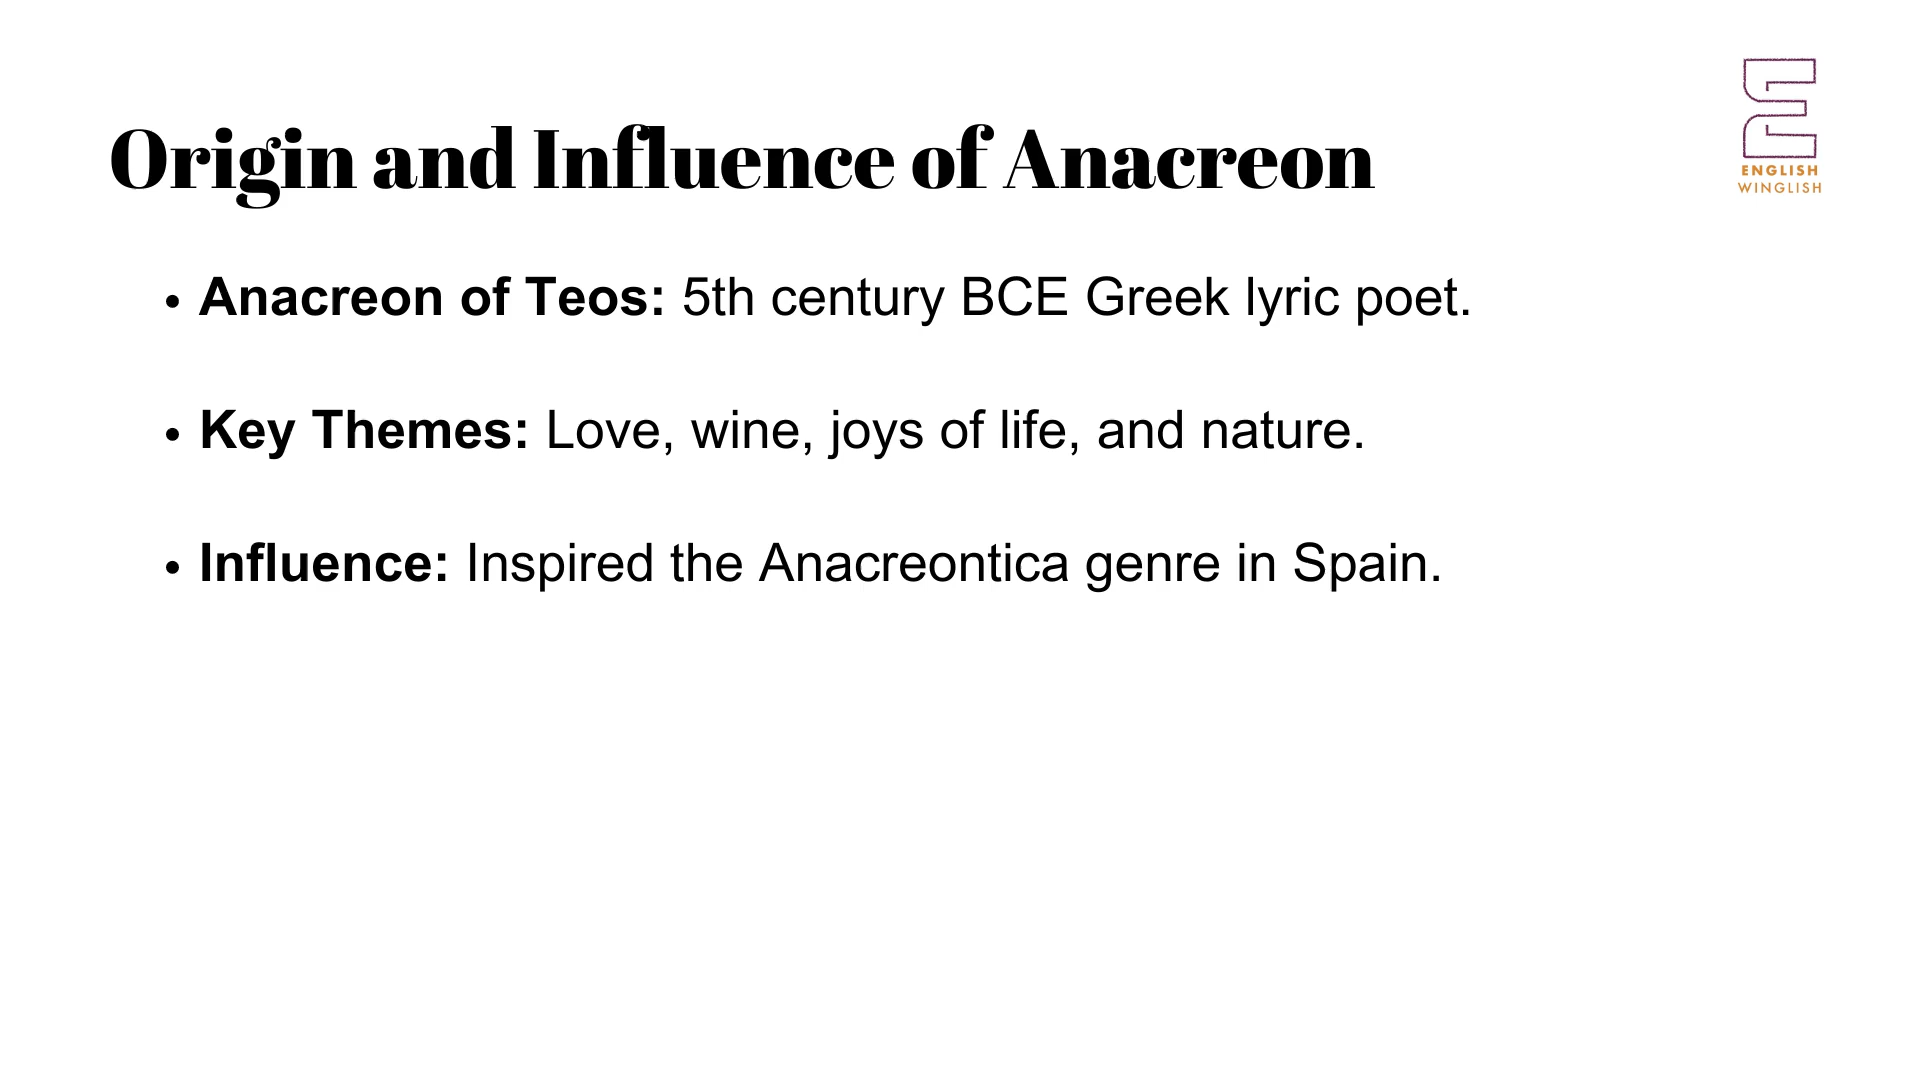 Origin and Influence of Anacreon
ENGLISH
WINGLISH
• Anacreon of Teos: 5th century BCE Greek lyric poet.
• Key Themes: Love, wine, joys of life, and nature.
• Influence: Inspired the Anacreontica genre in Spain.